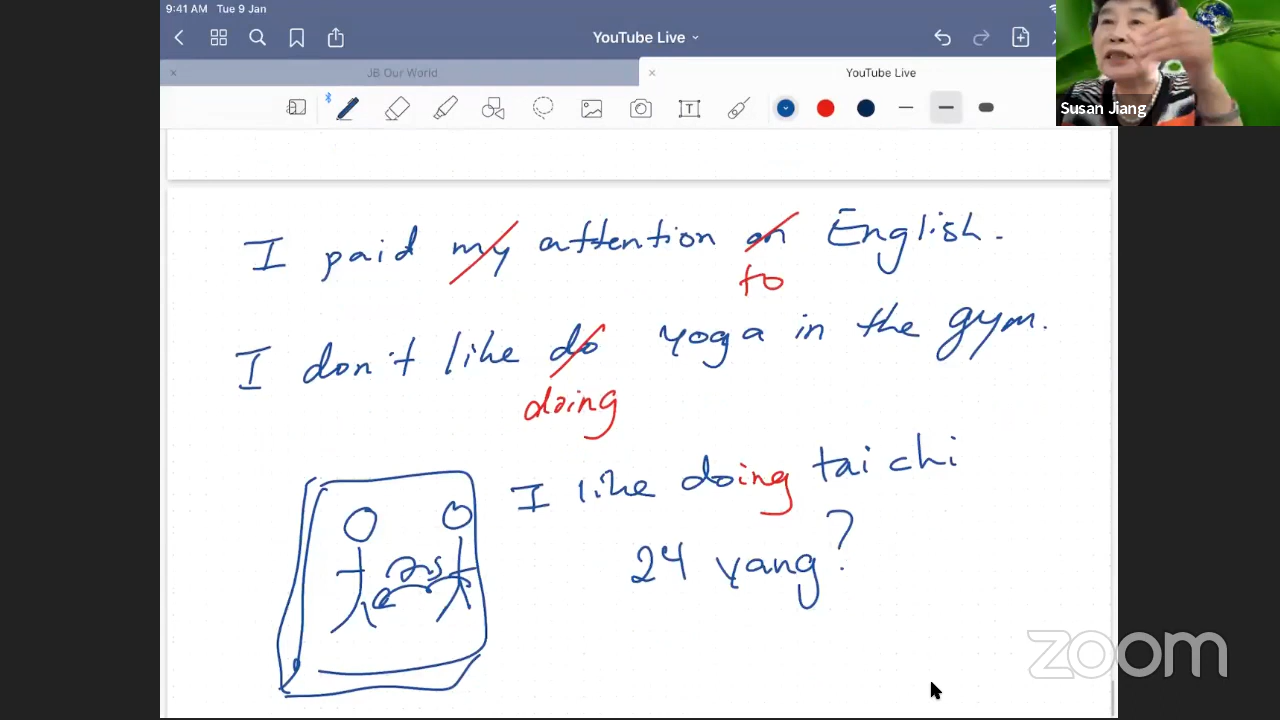 9:41 AM Tue 9 Jan
YouTube Live
JB Our World
YouTube Live
T
Susan Jiang
I paid my attention on English.
to
I don't like do yoga in the gym.
doing
I like doing tai chi
24 yang?
zoom